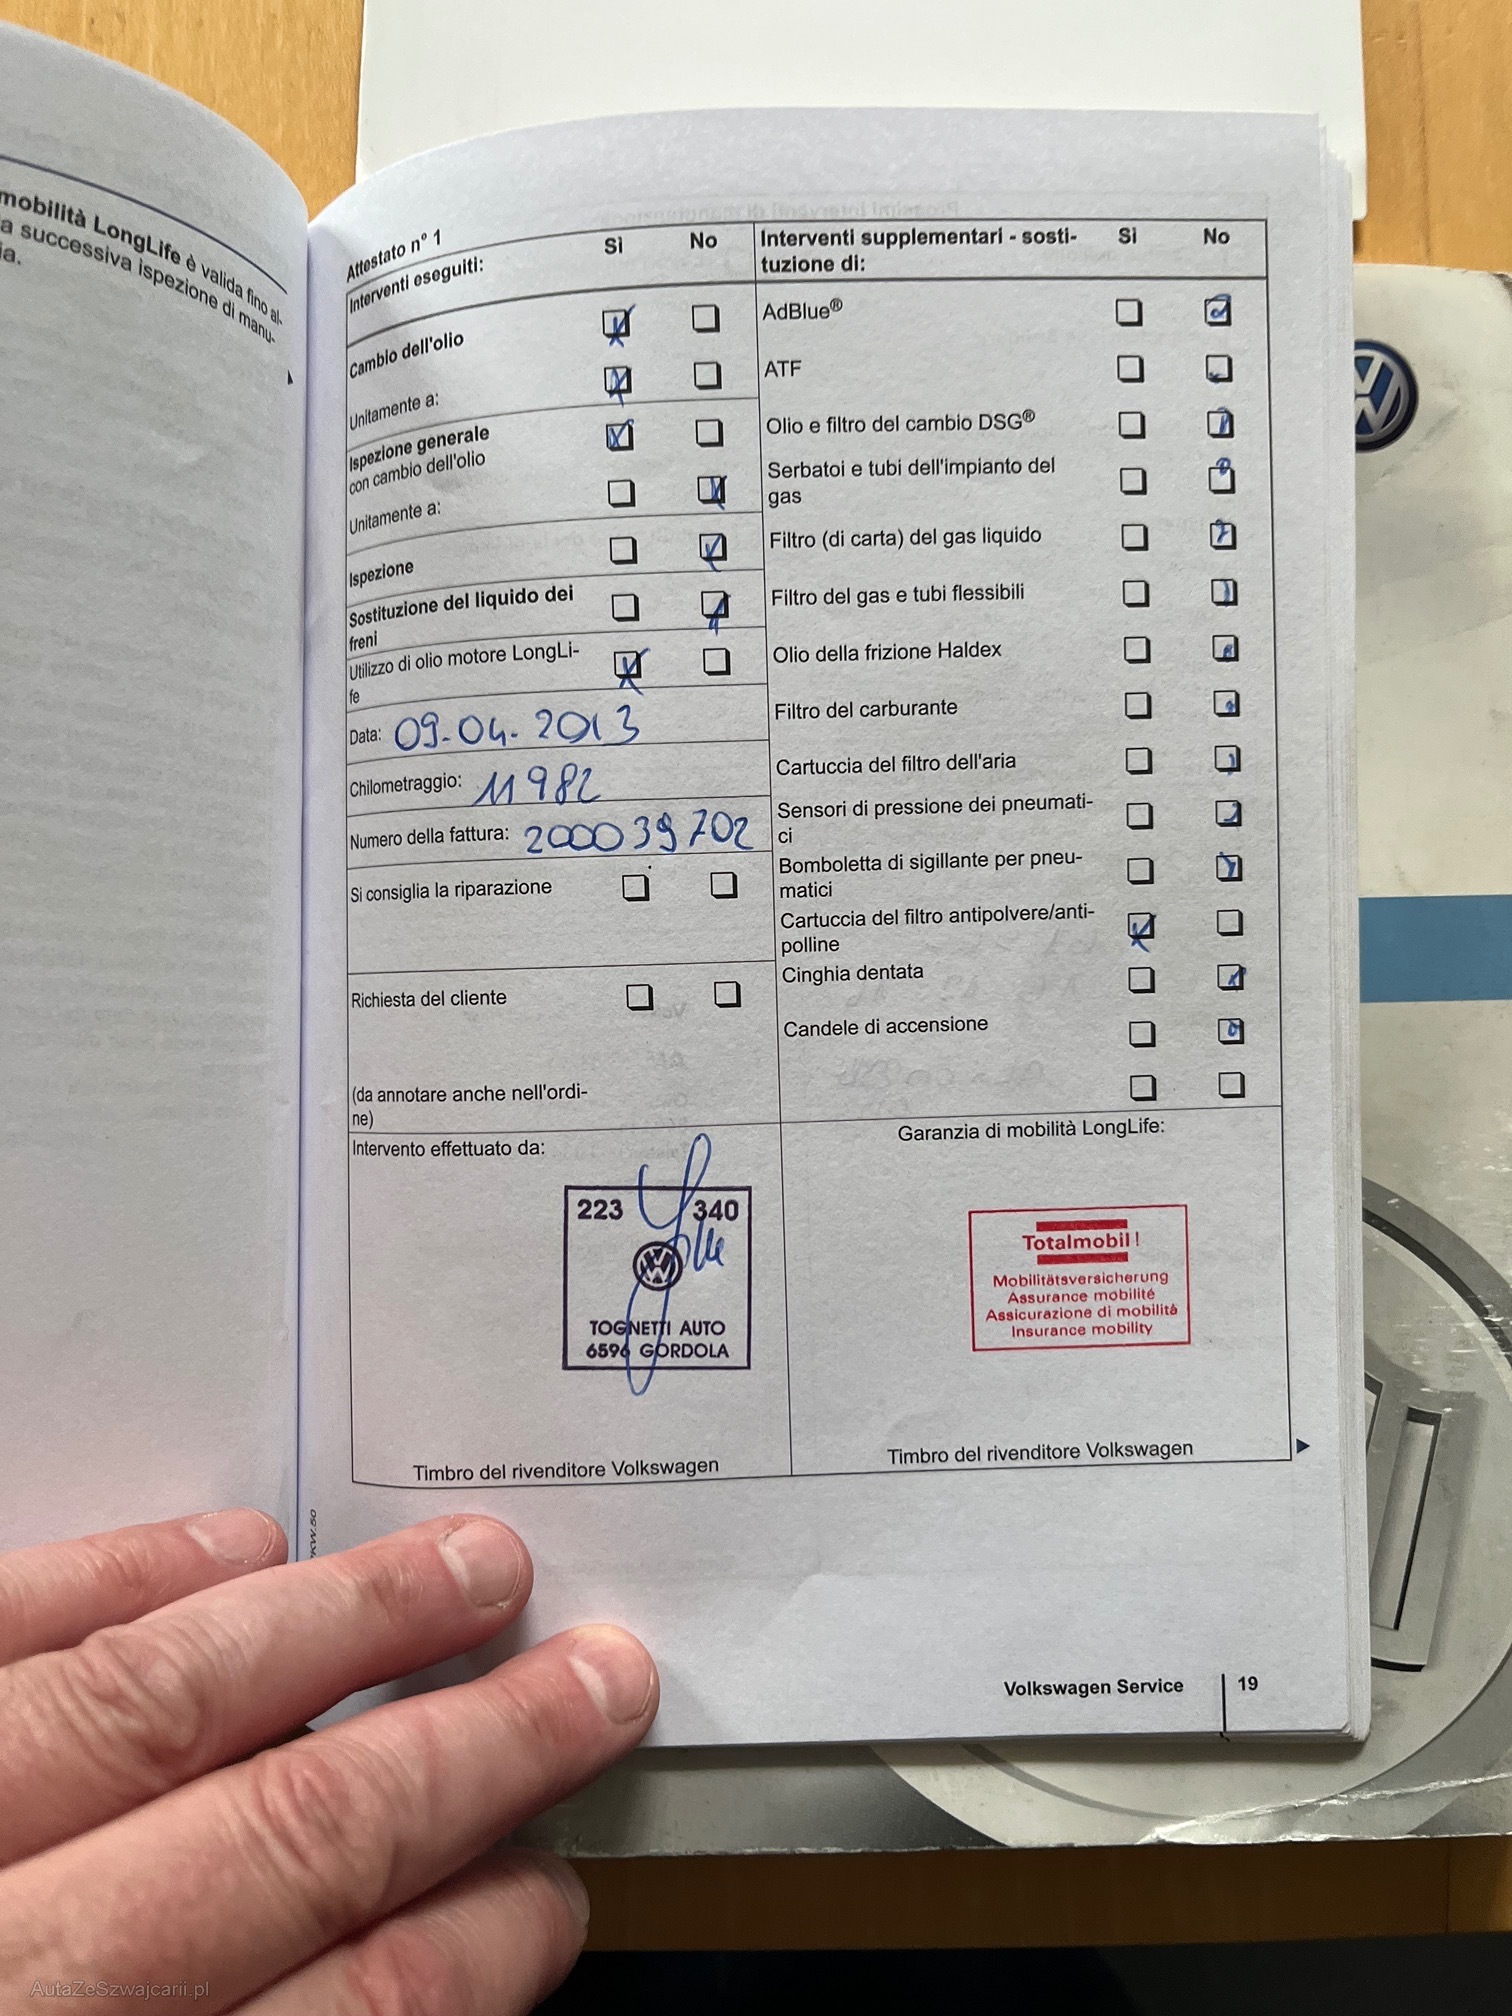 mobilità LongLife è valida fino al-
a successiva ispezione di manu-
ia.
Attestato n° 1
Interventi eseguiti:
Sì No
Cambio dell'olio
Unitamente a:
Ispezione generale
con cambio dell'olio
Unitamente a:
Ispezione
Sostituzione del liquido dei
freni
Utilizzo di olio motore LongLi-
fe
Data: 09.04.2013
Chilometraggio: 11982
Numero della fattura: 200039702
Si consiglia la riparazione
Richiesta del cliente
(da annotare anche nell'ordi-
ne)
Intervento effettuato da:
223 340
TOGNETTI AUTO
6596 GORDOLA
Timbro del rivenditore Volkswagen
Interventi supplementari - sosti-
tuzione di:
Sì No
AdBlue®
ATF
Olio e filtro del cambio DSG®
Serbatoi e tubi dell'impianto del
gas
Filtro (di carta) del gas liquido
Filtro del gas e tubi flessibili
Olio della frizione Haldex
Filtro del carburante
Cartuccia del filtro dell'aria
Sensori di pressione dei pneumati-
ci
Bomboletta di sigillante per pneu-
matici
Cartuccia del filtro antipolvere/anti-
polline
Cinghia dentata
Candele di accensione
Garanzia di mobilità LongLife:
Totalmobil!
Mobilitätsversicherung
Assurance mobilité
Assicurazione di mobilità
Insurance mobility
Timbro del rivenditore Volkswagen
Volkswagen Service 19
AutaZeSzwajcarii.pl